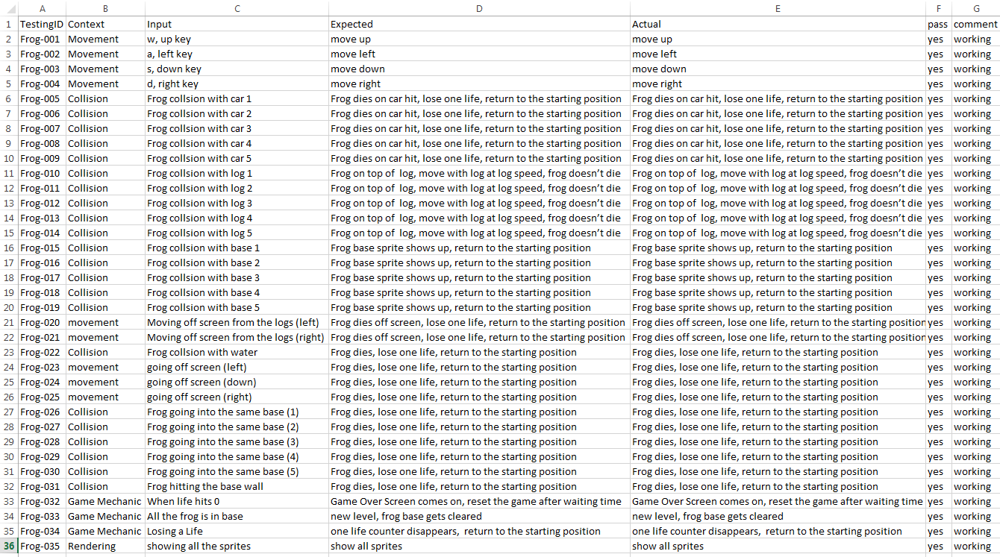 A B C D E F G
1 TestingID Context Input Expected Actual pass comment
2 Frog-001 Movement w, up key move up move up yes working
3 Frog-002 Movement a, left key move left move left yes working
4 Frog-003 Movement s, down key move down move down yes working
5 Frog-004 Movement d, right key move right move right yes working
6 Frog-005 Collision Frog collsion with car 1 Frog dies on car hit, lose one life, return to the starting position Frog dies on car hit, lose one life, return to the starting position yes working
7 Frog-006 Collision Frog collsion with car 2 Frog dies on car hit, lose one life, return to the starting position Frog dies on car hit, lose one life, return to the starting position yes working
8 Frog-007 Collision Frog collsion with car 3 Frog dies on car hit, lose one life, return to the starting position Frog dies on car hit, lose one life, return to the starting position yes working
9 Frog-008 Collision Frog collsion with car 4 Frog dies on car hit, lose one life, return to the starting position Frog dies on car hit, lose one life, return to the starting position yes working
10 Frog-009 Collision Frog collsion with car 5 Frog dies on car hit, lose one life, return to the starting position Frog dies on car hit, lose one life, return to the starting position yes working
11 Frog-010 Collision Frog collsion with log 1 Frog on top of  log, move with log at log speed, frog doesn’t die Frog on top of  log, move with log at log speed, frog doesn’t die yes working
12 Frog-011 Collision Frog collsion with log 2 Frog on top of  log, move with log at log speed, frog doesn’t die Frog on top of  log, move with log at log speed, frog doesn’t die yes working
13 Frog-012 Collision Frog collsion with log 3 Frog on top of  log, move with log at log speed, frog doesn’t die Frog on top of  log, move with log at log speed, frog doesn’t die yes working
14 Frog-013 Collision Frog collsion with log 4 Frog on top of  log, move with log at log speed, frog doesn’t die Frog on top of  log, move with log at log speed, frog doesn’t die yes working
15 Frog-014 Collision Frog collsion with log 5 Frog on top of  log, move with log at log speed, frog doesn’t die Frog on top of  log, move with log at log speed, frog doesn’t die yes working
16 Frog-015 Collision Frog collsion with base 1 Frog base sprite shows up, return to the starting position Frog base sprite shows up, return to the starting position yes working
17 Frog-016 Collision Frog collsion with base 2 Frog base sprite shows up, return to the starting position Frog base sprite shows up, return to the starting position yes working
18 Frog-017 Collision Frog collsion with base 3 Frog base sprite shows up, return to the starting position Frog base sprite shows up, return to the starting position yes working
19 Frog-018 Collision Frog collsion with base 4 Frog base sprite shows up, return to the starting position Frog base sprite shows up, return to the starting position yes working
20 Frog-019 Collision Frog collsion with base 5 Frog base sprite shows up, return to the starting position Frog base sprite shows up, return to the starting position yes working
21 Frog-020 movement Moving off screen from the logs (left) Frog dies off screen, lose one life, return to the starting position Frog dies off screen, lose one life, return to the starting position yes working
22 Frog-021 movement Moving off screen from the logs (right) Frog dies off screen, lose one life, return to the starting position Frog dies off screen, lose one life, return to the starting position yes working
23 Frog-022 Collision Frog collsion with water Frog dies, lose one life, return to the starting position Frog dies, lose one life, return to the starting position yes working
24 Frog-023 movement going off screen (left) Frog dies, lose one life, return to the starting position Frog dies, lose one life, return to the starting position yes working
25 Frog-024 movement going off screen (down) Frog dies, lose one life, return to the starting position Frog dies, lose one life, return to the starting position yes working
26 Frog-025 movement going off screen (right) Frog dies, lose one life, return to the starting position Frog dies, lose one life, return to the starting position yes working
27 Frog-026 Collision Frog going into the same base (1) Frog dies, lose one life, return to the starting position Frog dies, lose one life, return to the starting position yes working
28 Frog-027 Collision Frog going into the same base (2) Frog dies, lose one life, return to the starting position Frog dies, lose one life, return to the starting position yes working
29 Frog-028 Collision Frog going into the same base (3) Frog dies, lose one life, return to the starting position Frog dies, lose one life, return to the starting position yes working
30 Frog-029 Collision Frog going into the same base (4) Frog dies, lose one life, return to the starting position Frog dies, lose one life, return to the starting position yes working
31 Frog-030 Collision Frog going into the same base (5) Frog dies, lose one life, return to the starting position Frog dies, lose one life, return to the starting position yes working
32 Frog-031 Collision Frog hitting the base wall Frog dies, lose one life, return to the starting position Frog dies, lose one life, return to the starting position yes working
33 Frog-032 Game Mechanic When life hits 0 Game Over Screen comes on, reset the game after waiting time Game Over Screen comes on, reset the game after waiting time yes working
34 Frog-033 Game Mechanic All the frog is in base new level, frog base gets cleared new level, frog base gets cleared yes working
35 Frog-034 Game Mechanic Losing a Life one life counter disappears,  return to the starting position one life counter disappears,  return to the starting position yes working
36 Frog-035 Rendering showing all the sprites show all sprites show all sprites yes working